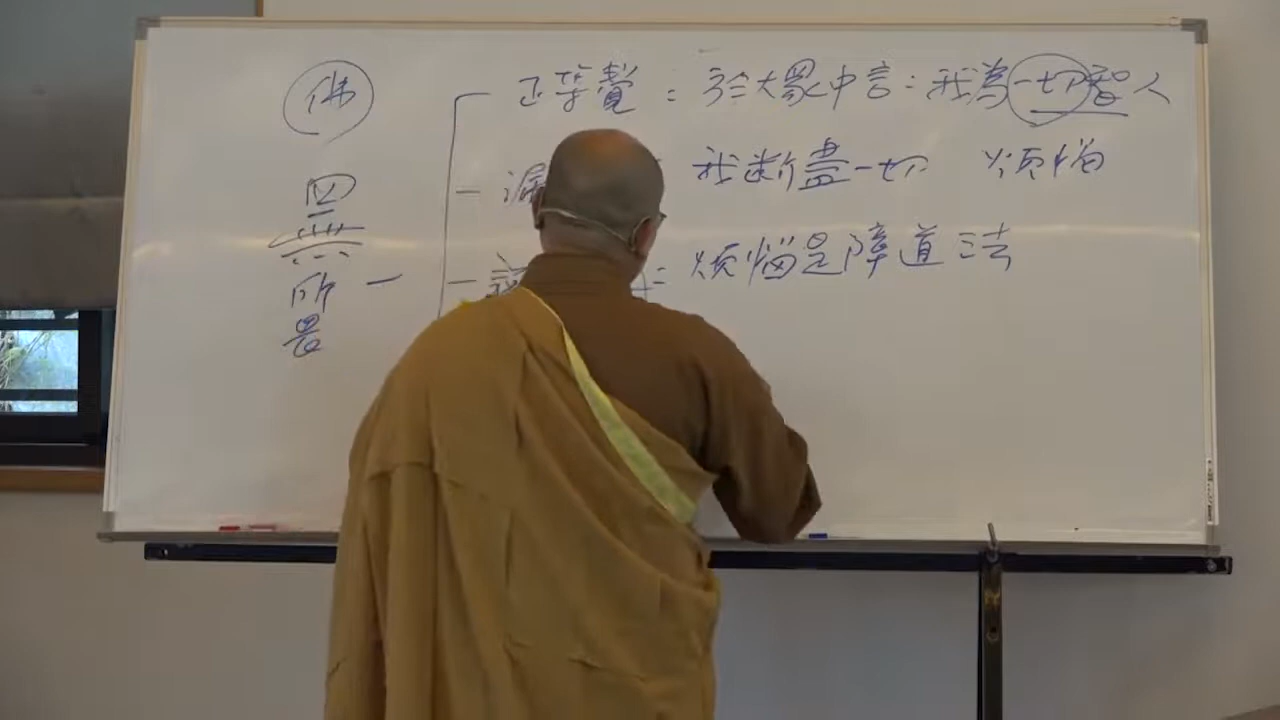 佛
四
無
所
畏
正等覺：於大眾中言：我為一切智人
漏
我斷盡一切 煩惱
煩惱是障道法